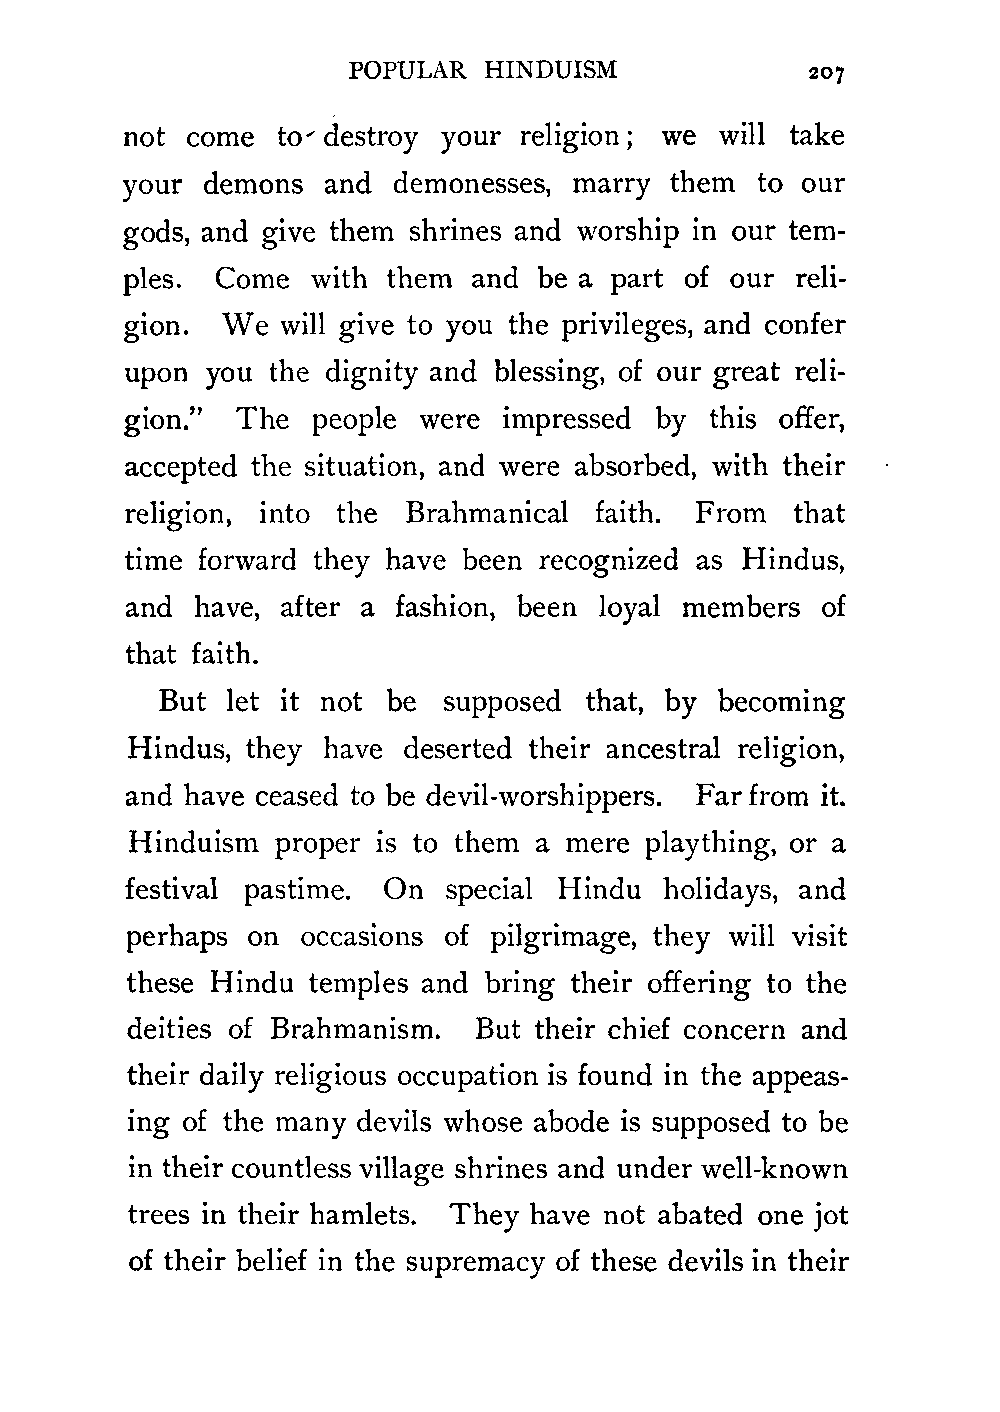 POPULAR HINDUISM 207
not come to destroy your religion; we will take
your demons and demonesses, marry them to our
gods, and give them shrines and worship in our tem-
ples. Come with them and be a part of our reli-
gion. We will give to you the privileges, and confer
upon you the dignity and blessing, of our great reli-
gion.” The people were impressed by this offer,
accepted the situation, and were absorbed, with their
religion, into the Brahmanical faith. From that
time forward they have been recognized as Hindus,
and have, after a fashion, been loyal members of
that faith.
But let it not be supposed that, by becoming
Hindus, they have deserted their ancestral religion,
and have ceased to be devil-worshippers. Far from it.
Hinduism proper is to them a mere plaything, or a
festival pastime. On special Hindu holidays, and
perhaps on occasions of pilgrimage, they will visit
these Hindu temples and bring their offering to the
deities of Brahmanism. But their chief concern and
their daily religious occupation is found in the appeas-
ing of the many devils whose abode is supposed to be
in their countless village shrines and under well-known
trees in their hamlets. They have not abated one jot
of their belief in the supremacy of these devils in their